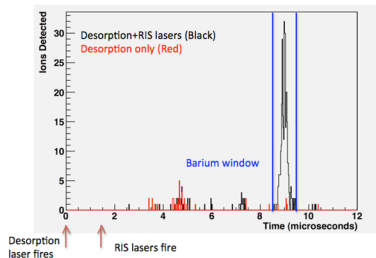 Ions Detected
30
25
20
15
10
5
0
Desorption+RIS lasers (Black)
Desorption only (Red)
Barium window
0 2 4 6 8 10 12
Time (microseconds)
Desorption
laser fires
RIS lasers fire